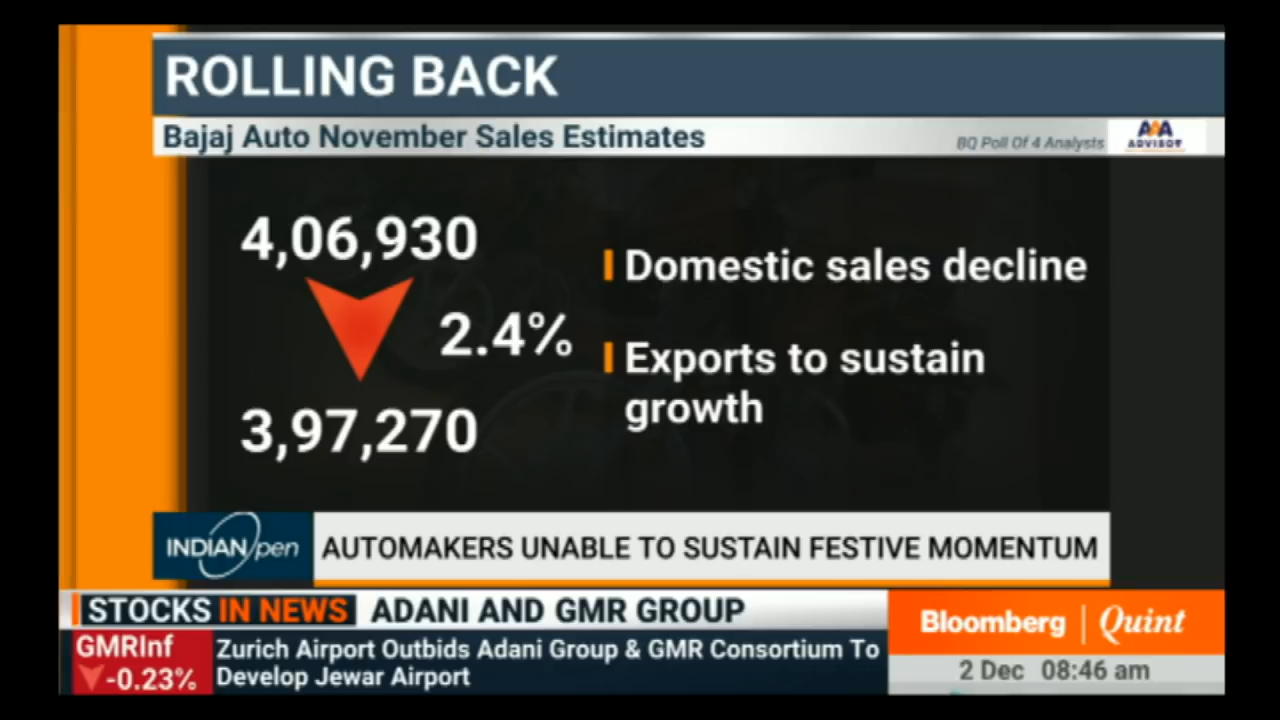 ROLLING BACK
Bajaj Auto November Sales Estimates
BQ Poll Of 4 Analysts
AAA
ADVISOR
4,06,930
2.4%
3,97,270
Domestic sales decline
Exports to sustain
growth
INDIAN Open
AUTOMAKERS UNABLE TO SUSTAIN FESTIVE MOMENTUM
STOCKS IN NEWS
ADANI AND GMR GROUP
GMRInf
-0.23%
Zurich Airport Outbids Adani Group & GMR Consortium To
Develop Jewar Airport
Bloomberg | Quint
2 Dec 08:46 am